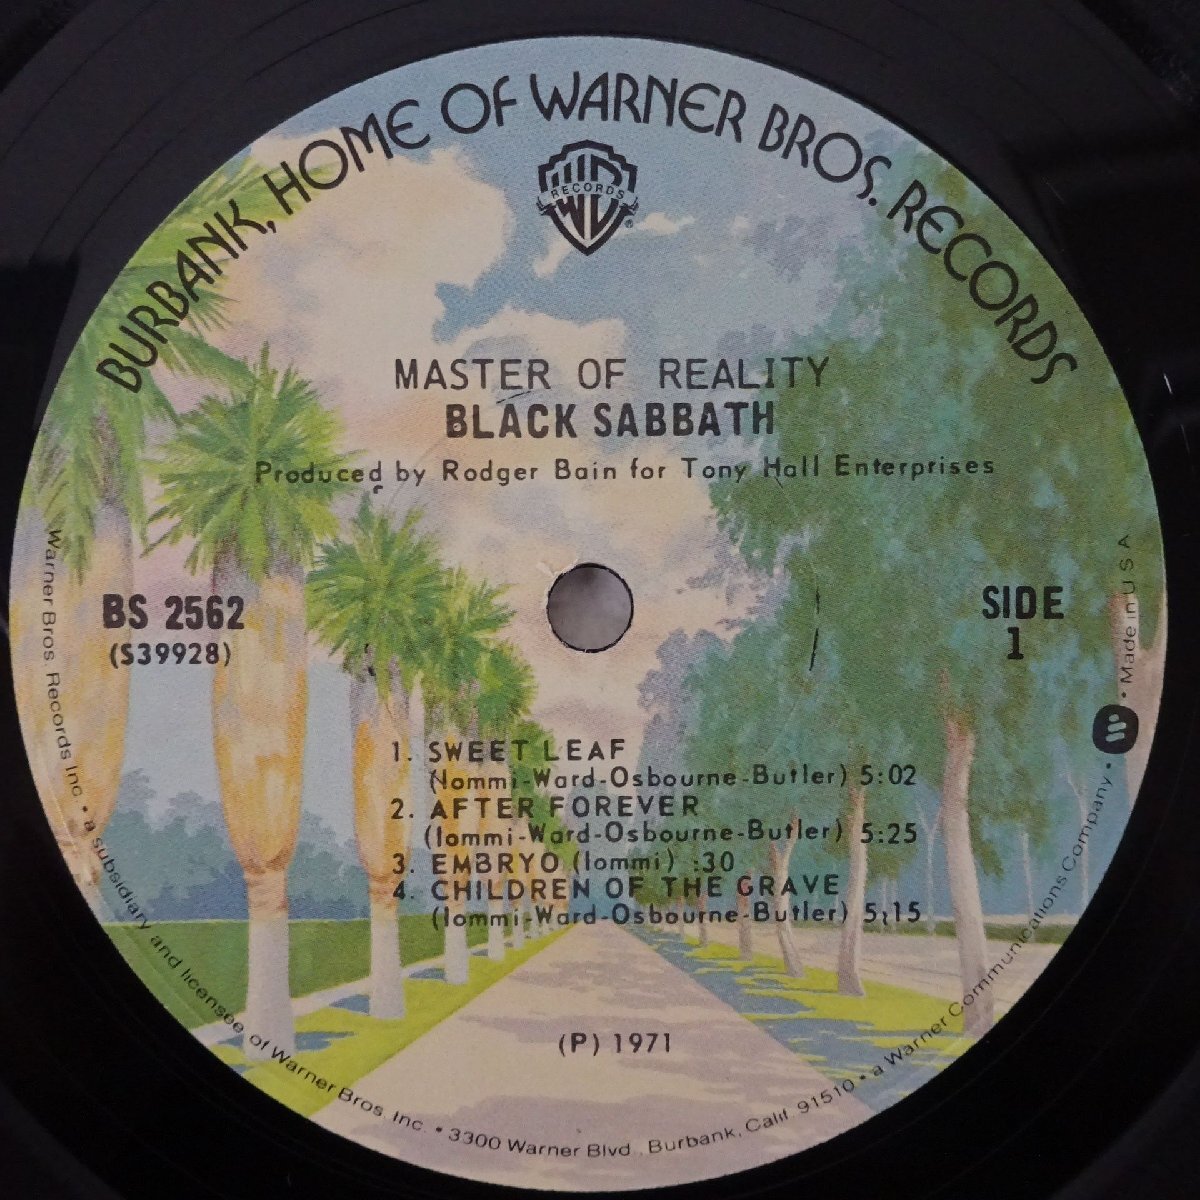 BURBANK, HOME OF WARNER BROS. RECORDS
RECORDS
®
MASTER OF REALITY
BLACK SABBATH
Produced by Rodger Bain for Tony Hall Enterprises
BS 2562
(S39928)
SIDE
1
1. SWEET LEAF
(Iommi-Ward-Osbourne-Butler) 5:02
2. AFTER FOREVER
(Iommi-Ward-Osbourne-Butler) 5:25
3. EMBRYO (Iommi) :30
4. CHILDREN OF THE GRAVE
(Iommi-Ward-Osbourne-Butler) 5:15
(P) 1971
Warner Bros. Records Inc. • a subsidiary and licensee of Warner Bros. Inc. • 3300 Warner Blvd., Burbank, Calif. 91510 • a Warner Communications Company • Made in U S A